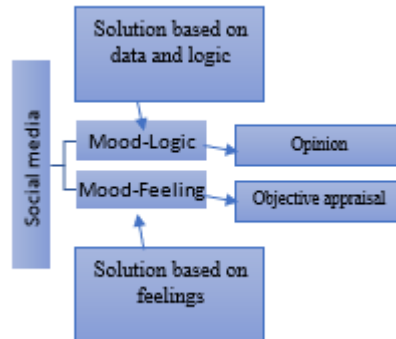 Solution based on
data and logic
Social media
Mood-Logic
Opinion
Mood-Feeling
Objective appraisal
Solution based on
feelings